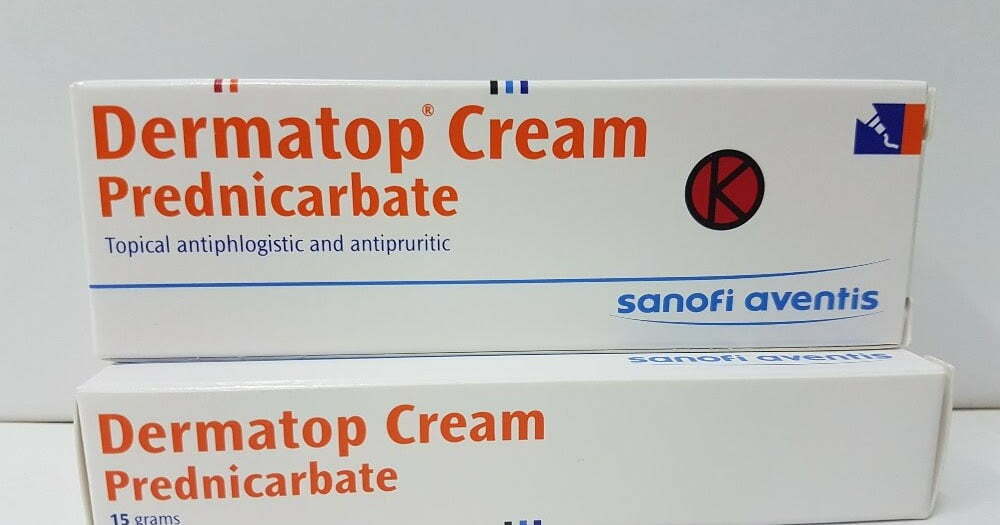 Dermatop® Cream
Prednicarbate
Topical antiphlogistic and antipruritic
K
sanofi aventis
sanofi aventis
Dermatop Cream
Prednicarbate
15 grams